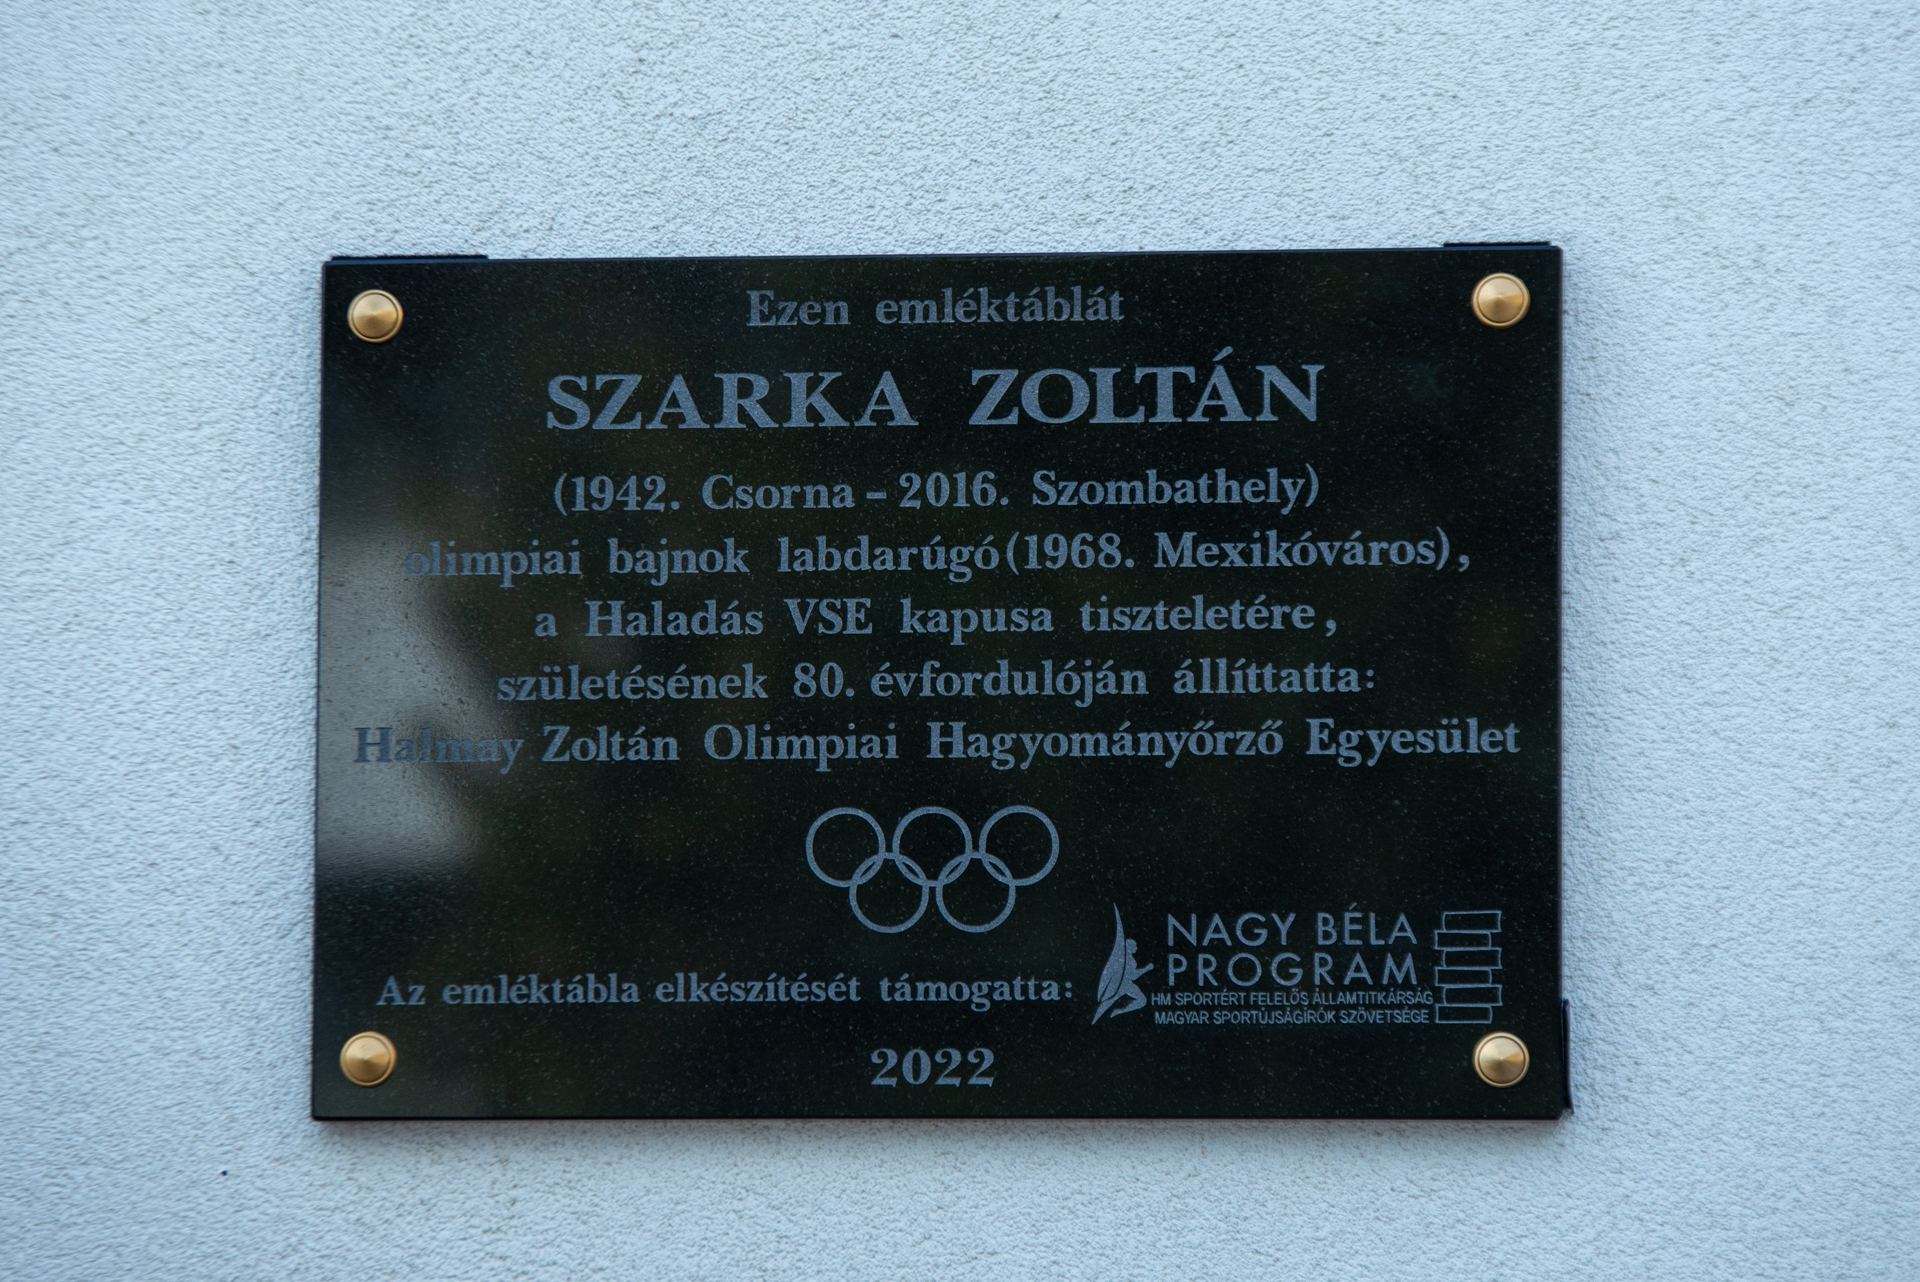 Ezen emléktáblát
SZARKA ZOLTÁN
(1942. Csorna - 2016. Szombathely)
olimpiai bajnok labdarúgó (1968. Mexikóváros),
a Haladás VSE kapusa tiszteletére,
születésének 80. évfordulóján állíttatta:
Halmay Zoltán Olimpiai Hagyományőrző Egyesület
NAGY BÉLA
PROGRAM
HM SPORTÉRT FELELŐS ÁLLAMTITKÁRSÁG
MAGYAR SPORTÚJSÁGÍRÓK SZÖVETSÉGE
Az emléktábla elkészítését támogatta:
2022